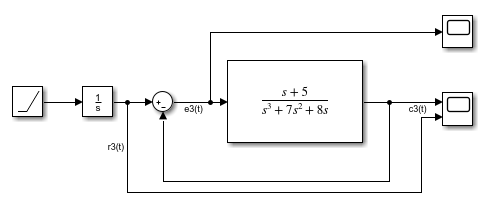 1
s
+
−
e3(t)
s + 5
s³ + 7s² + 8s
c3(t)
r3(t)